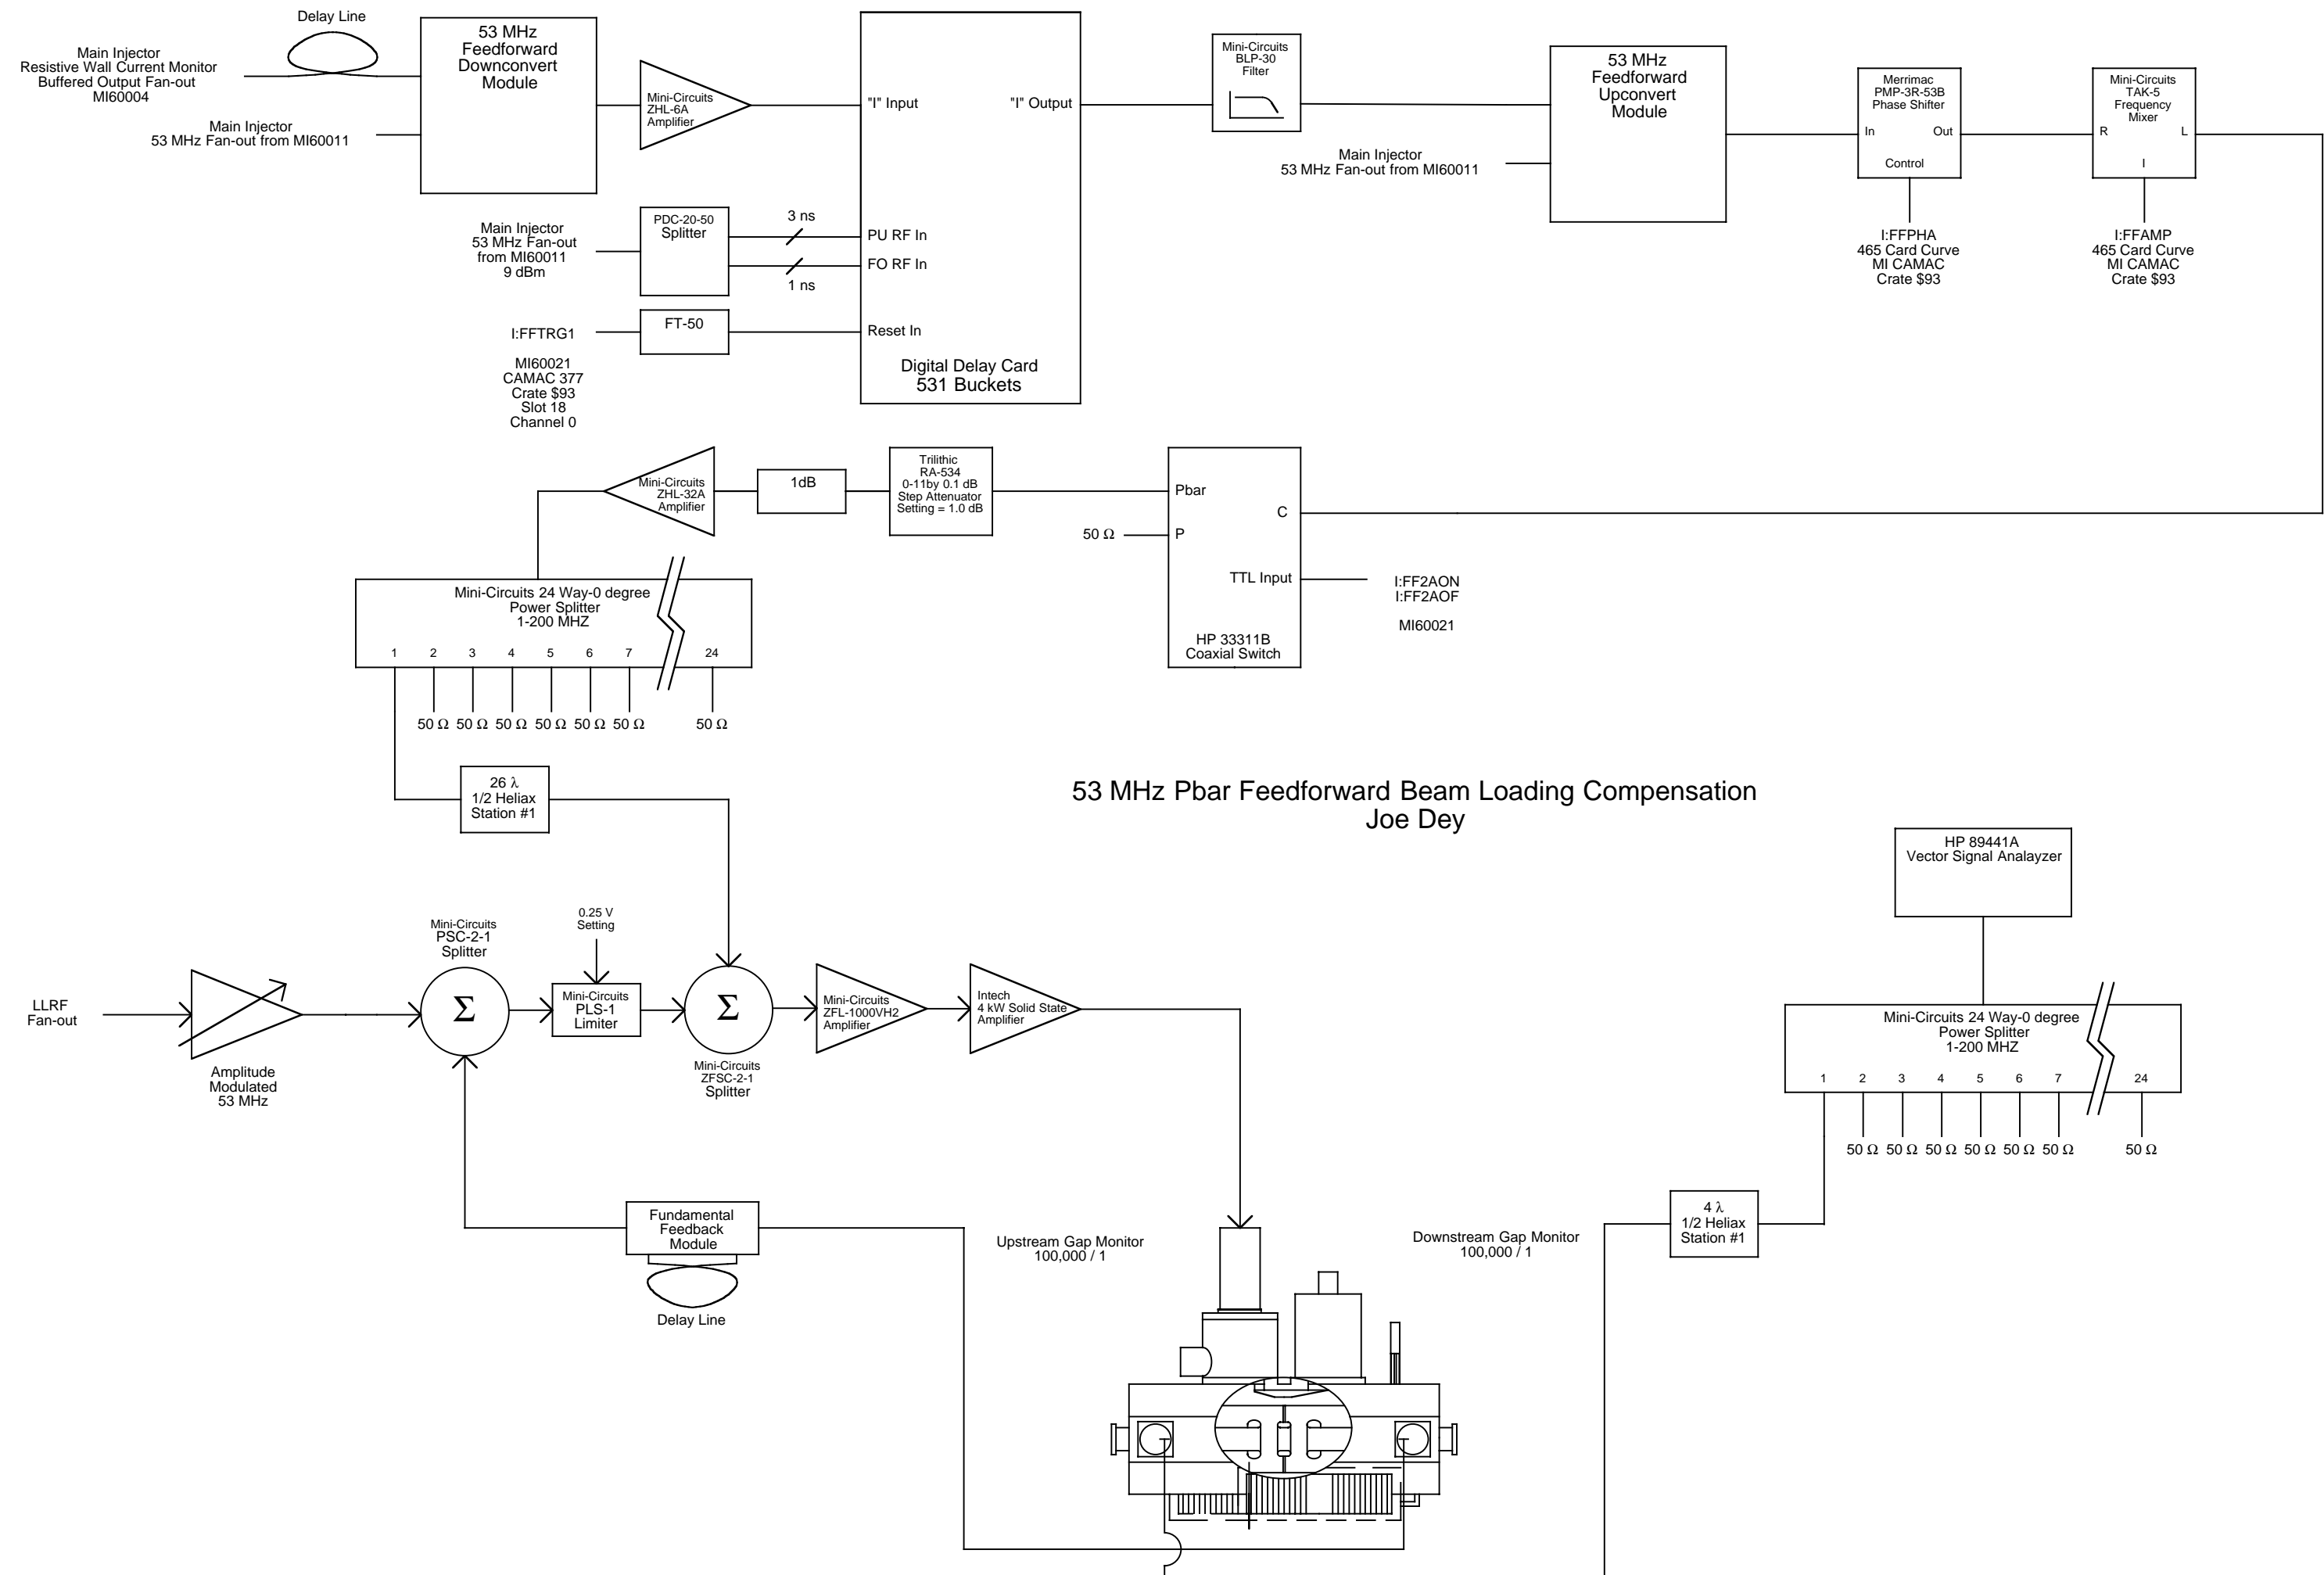 Delay Line
Main Injector
Resistive Wall Current Monitor
Buffered Output Fan-out
MI60004
Main Injector
53 MHz Fan-out from MI60011
53 MHz
Feedforward
Downconvert
Module
Mini-Circuits
ZHL-6A
Amplifier
"I" Input
"I" Output
PU RF In
FO RF In
Reset In
Digital Delay Card
531 Buckets
Main Injector
53 MHz Fan-out
from MI60011
9 dBm
PDC-20-50
Splitter
3 ns
1 ns
I:FFTRG1
MI60021
CAMAC 377
Crate $93
Slot 18
Channel 0
FT-50
Mini-Circuits
BLP-30
Filter
Main Injector
53 MHz Fan-out from MI60011
53 MHz
Feedforward
Upconvert
Module
Merrimac
PMP-3R-53B
Phase Shifter
In
Out
Control
I:FFPHA
465 Card Curve
MI CAMAC
Crate $93
Mini-Circuits
TAK-5
Frequency
Mixer
R
L
I
I:FFAMP
465 Card Curve
MI CAMAC
Crate $93
Mini-Circuits
ZHL-32A
Amplifier
1dB
Trilithic
RA-534
0-11by 0.1 dB
Step Attenuator
Setting = 1.0 dB
Pbar
C
50 Ω
P
TTL Input
HP 33311B
Coaxial Switch
I:FF2AON
I:FF2AOF
MI60021
Mini-Circuits 24 Way-0 degree
Power Splitter
1-200 MHZ
1 2 3 4 5 6 7 24
50 Ω 50 Ω 50 Ω 50 Ω 50 Ω 50 Ω 50 Ω
26 λ
1/2 Heliax
Station #1
53 MHz Pbar Feedforward Beam Loading Compensation
Joe Dey
HP 89441A
Vector Signal Analayzer
LLRF
Fan-out
Amplitude
Modulated
53 MHz
Mini-Circuits
PSC-2-1
Splitter
Σ
0.25 V
Setting
Mini-Circuits
PLS-1
Limiter
Σ
Mini-Circuits
ZFSC-2-1
Splitter
Mini-Circuits
ZFL-1000VH2
Amplifier
Intech
4 kW Solid State
Amplifier
Mini-Circuits 24 Way-0 degree
Power Splitter
1-200 MHZ
1 2 3 4 5 6 7 24
50 Ω 50 Ω 50 Ω 50 Ω 50 Ω 50 Ω 50 Ω
4 λ
1/2 Heliax
Station #1
Fundamental
Feedback
Module
Delay Line
Upstream Gap Monitor
100,000 / 1
Downstream Gap Monitor
100,000 / 1